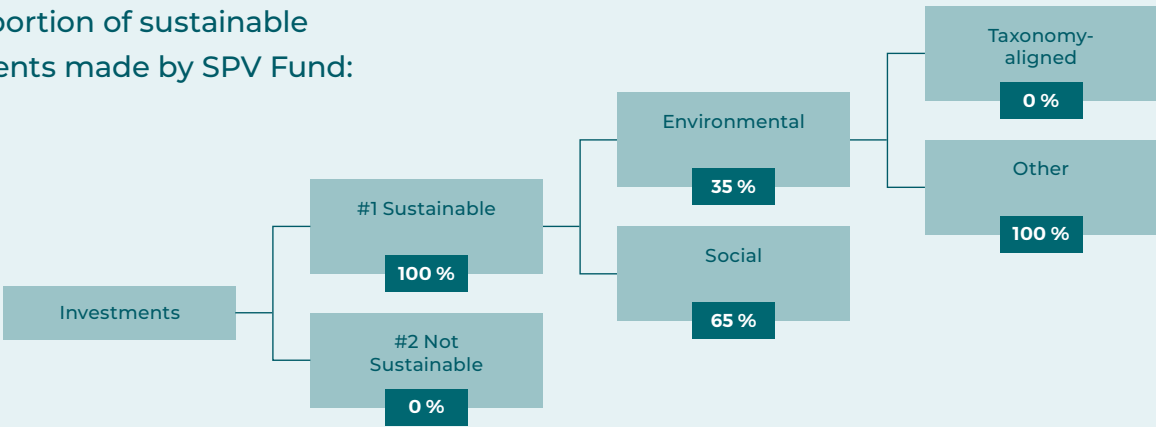 portion of sustainable
ents made by SPV Fund:
Investments
#1 Sustainable
100 %
#2 Not
Sustainable
0 %
Environmental
35 %
Social
65 %
Taxonomy-
aligned
0 %
Other
100 %